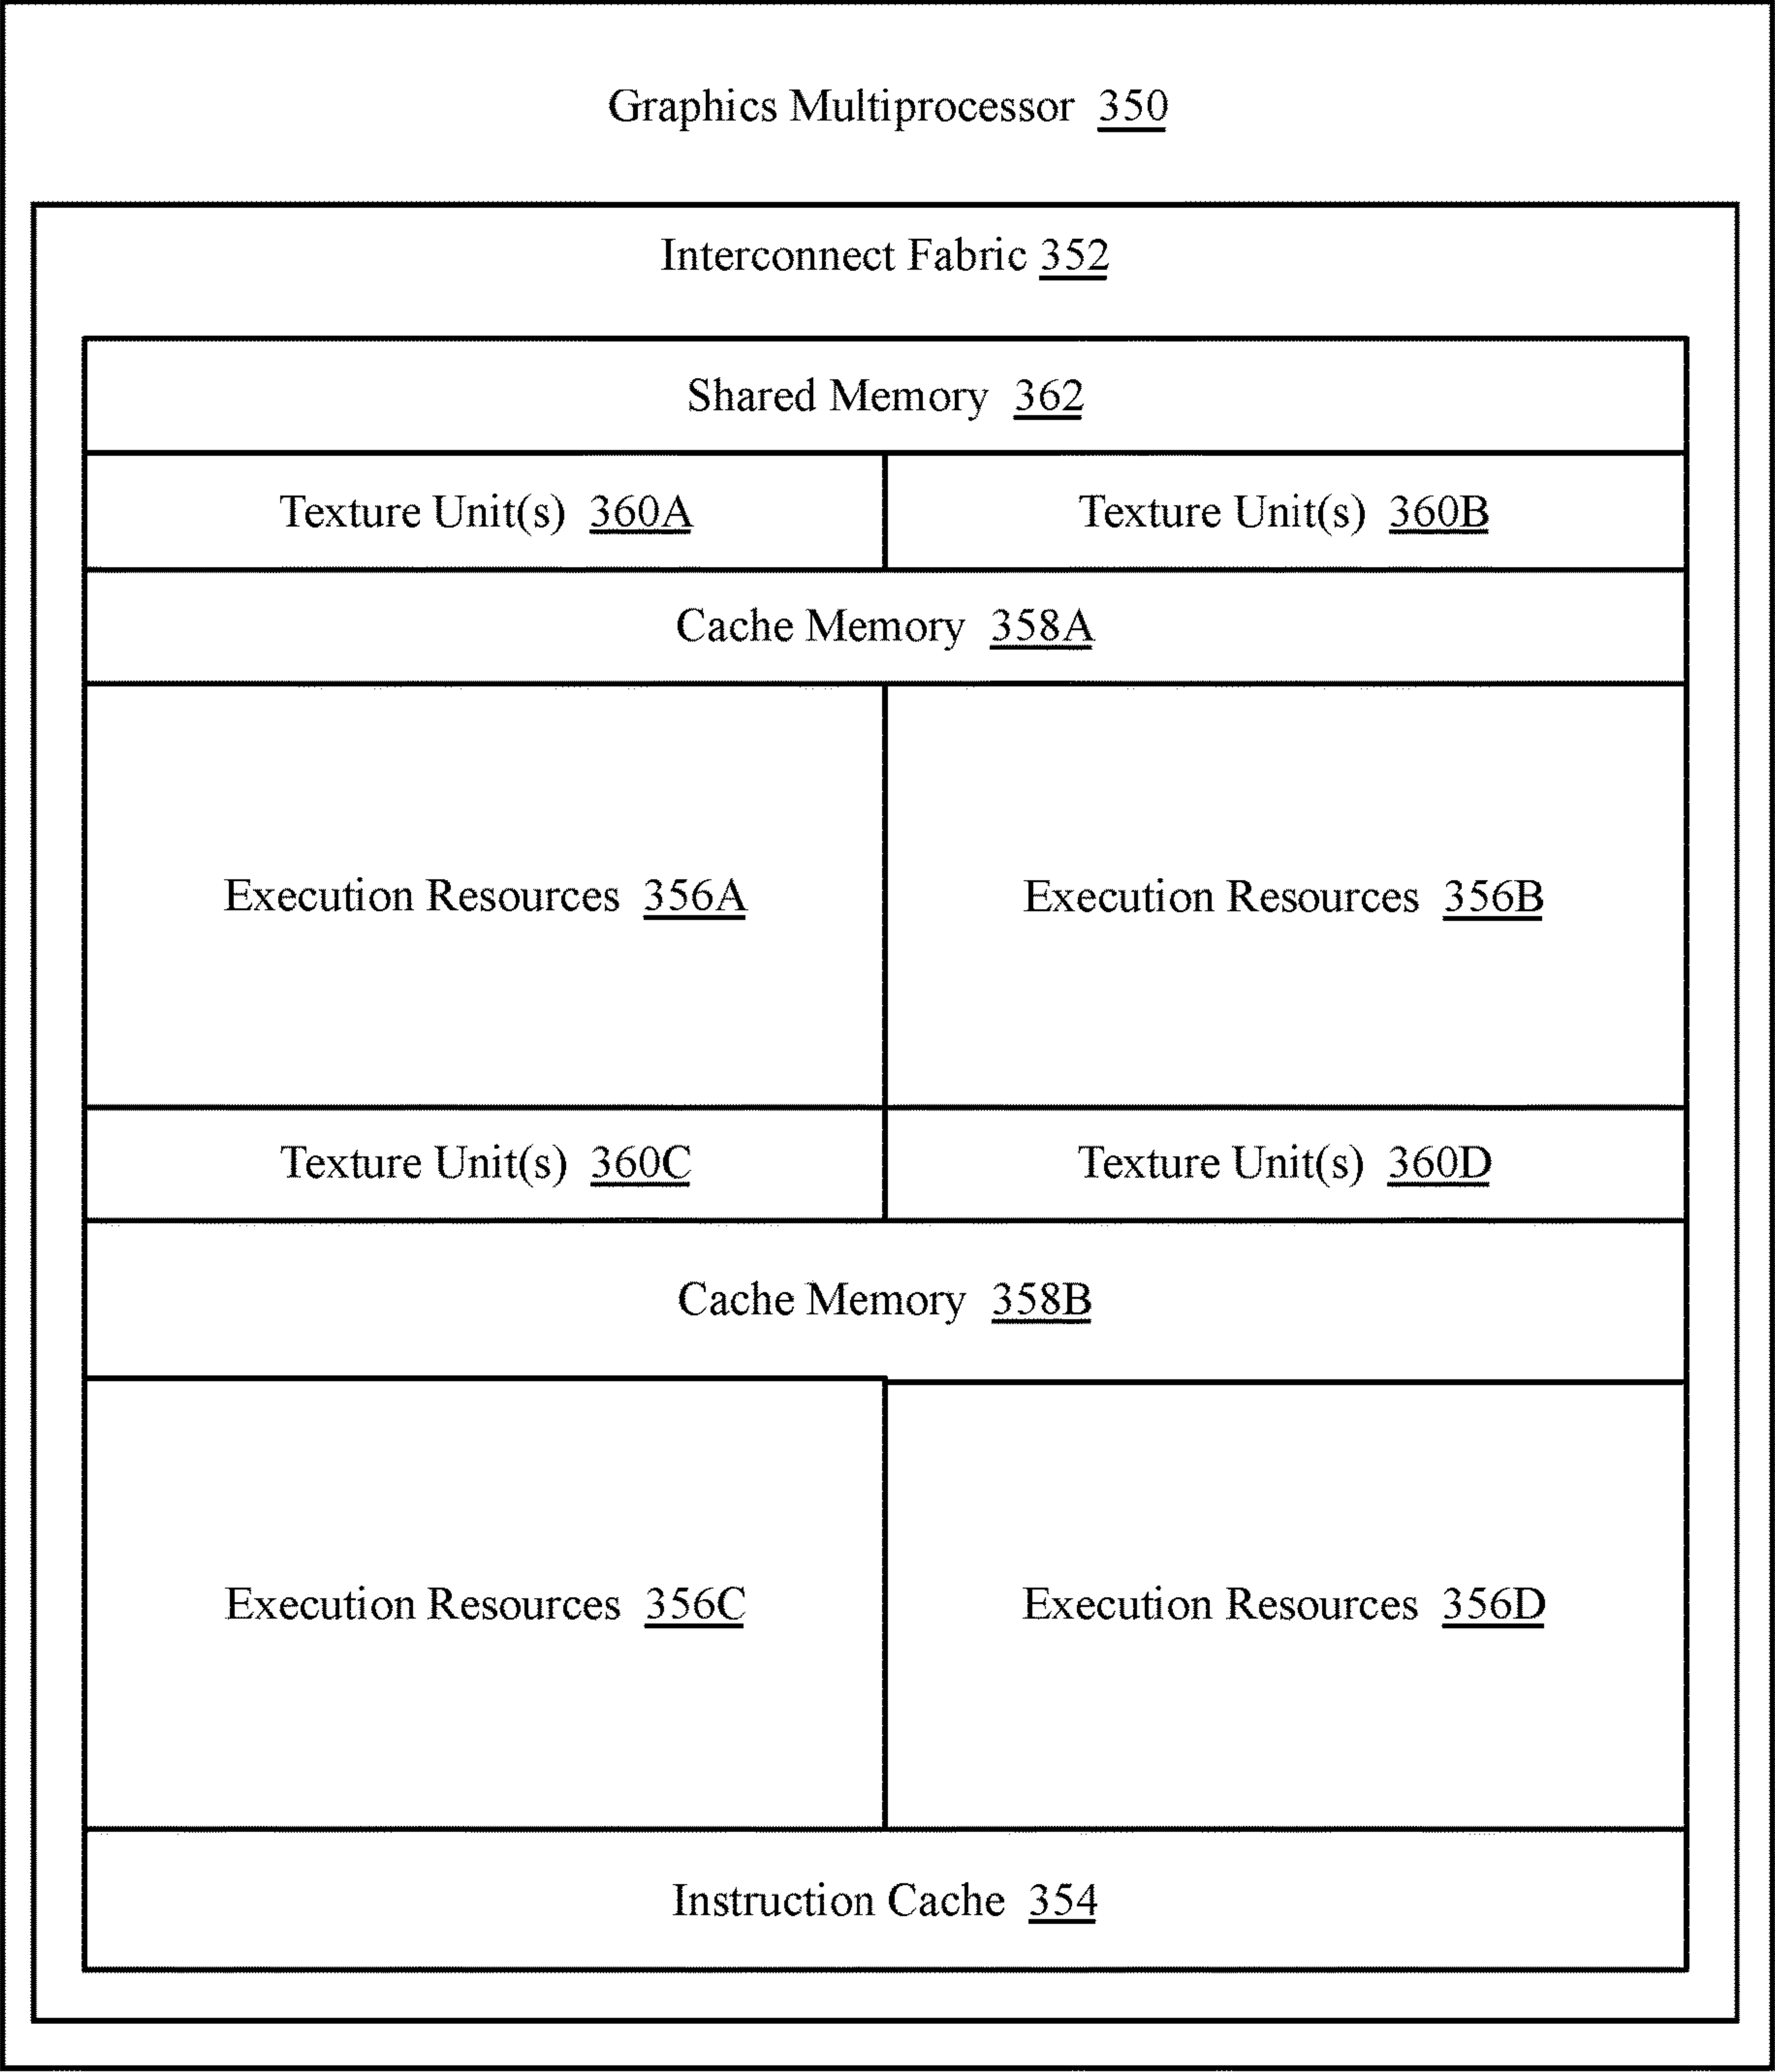 Graphics Multiprocessor 350
Interconnect Fabric 352
Shared Memory 362
Texture Unit(s) 360A
Texture Unit(s) 360B
Cache Memory 358A
Execution Resources 356A
Execution Resources 356B
Texture Unit(s) 360C
Texture Unit(s) 360D
Cache Memory 358B
Execution Resources 356C
Execution Resources 356D
Instruction Cache 354